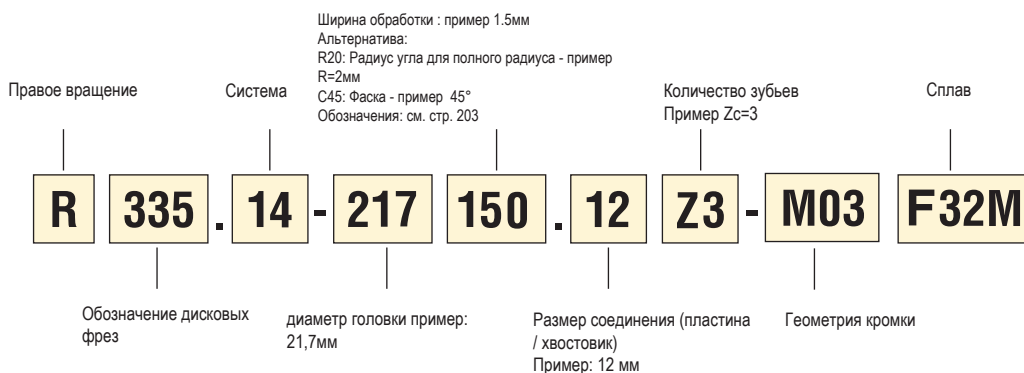 Ширина обработки : пример 1.5мм
Альтернатива:
R20: Радиус угла для полного радиуса - пример
R=2мм
C45: Фаска - пример 45°
Обозначения: см. стр. 203
Правое вращение
Система
Количество зубьев
Пример Zc=3
Сплав
R 335 . 14 - 217 150 . 12 Z3 - M03 F32M
Обозначение дисковых
фрез
диаметр головки пример:
21,7мм
Размер соединения (пластина
/ хвостовик)
Пример: 12 мм
Геометрия кромки